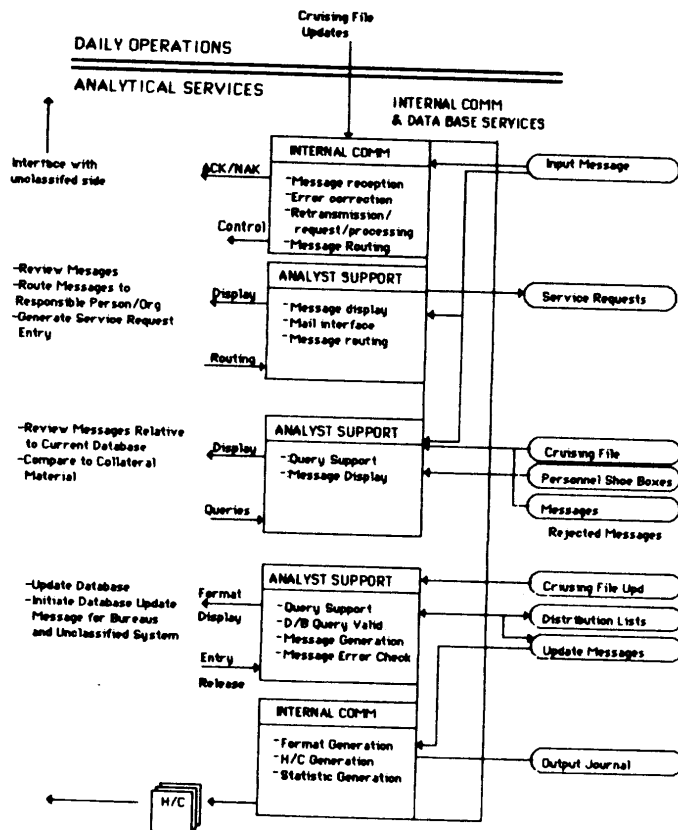 Cruising File
Updates
DAILY OPERATIONS
ANALYTICAL SERVICES
INTERNAL COMM
& DATA BASE SERVICES
Interface with
unclassifed side
ACK/NAK
Control
INTERNAL COMM
-Message reception
-Error correction
-Retransmission/
request/processing
-Message Routing
Input Message
-Review Mesages
-Route Messages to
Responsible Person/Org
-Generate Service Request
Entry
Display
Routing
ANALYST SUPPORT
-Message display
-Mail interface
-Message routing
Service Requests
-Review Messages Relative
to Current Database
-Compare to Collateral
Material
Display
Queries
ANALYST SUPPORT
-Query Support
-Message Display
Cruising File
Personnel Shoe Boxes
Messages
Rejected Messages
-Update Database
-Initiate Database Update
Message for Bureaus
and Unclassified System
Format
Display
Entry
Release
ANALYST SUPPORT
-Query Support
-D/B Query Valid
-Message Generation
-Message Error Check
Criusing File Upd
Distribution Lists
Update Messages
INTERNAL COMM
-Format Generation
-H/C Generation
-Statistic Generation
Output Journal
H/C